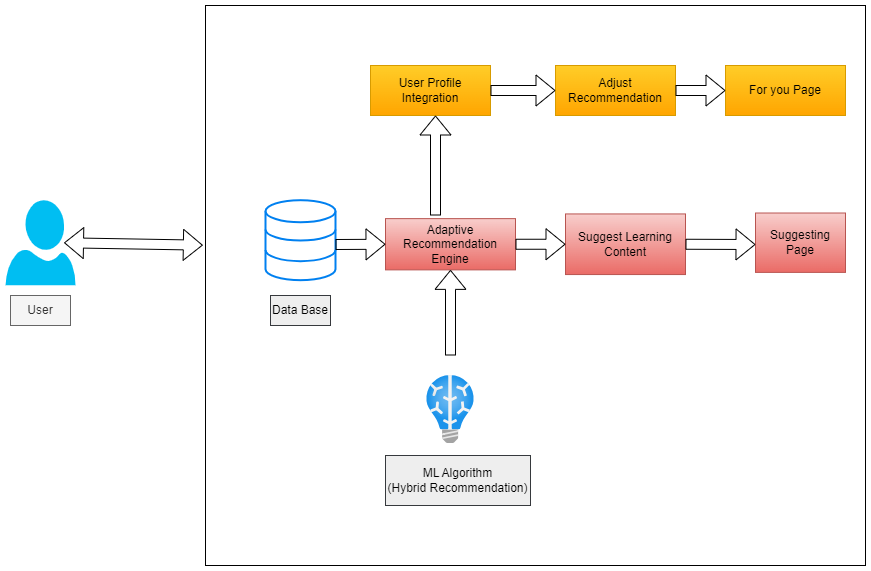 User Profile
Integration
Adjust
Recommendation
For you Page
Adaptive
Recommendation
Engine
Suggest Learning
Content
Suggesting
Page
User
Data Base
ML Algorithm
(Hybrid Recommendation)